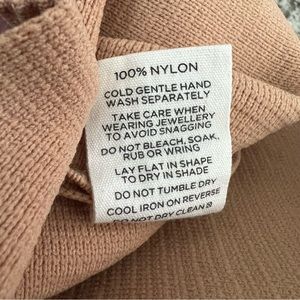 100% NYLON
COLD GENTLE HAND
WASH SEPARATELY
TAKE CARE WHEN
WEARING JEWELLERY
TO AVOID SNAGGING
DO NOT BLEACH, SOAK,
RUB OR WRING
LAY FLAT IN SHAPE
TO DRY IN SHADE
DO NOT TUMBLE DRY
COOL IRON ON REVERSE
DO NOT DRY CLEAN